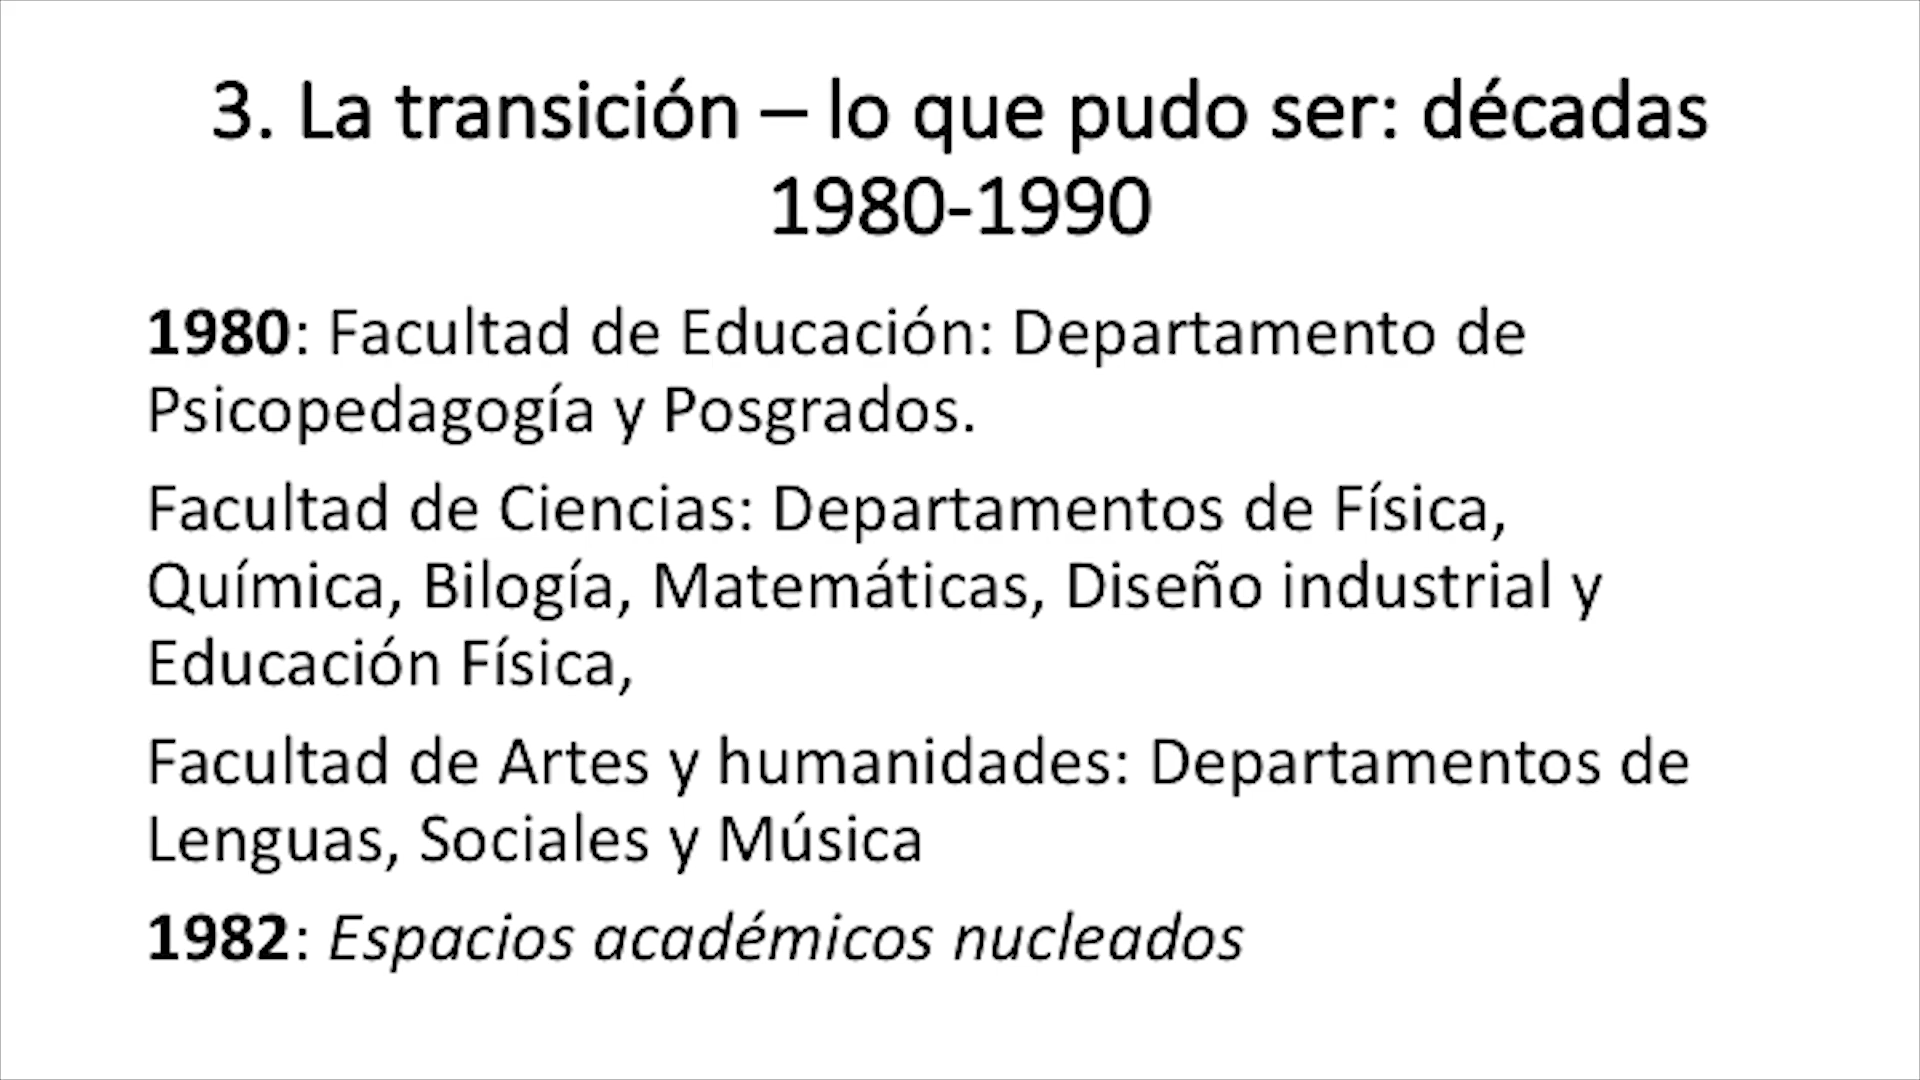 3. La transición – lo que pudo ser: décadas
1980-1990
1980: Facultad de Educación: Departamento de
Psicopedagogía y Posgrados.
Facultad de Ciencias: Departamentos de Física,
Química, Bilogía, Matemáticas, Diseño industrial y
Educación Física,
Facultad de Artes y humanidades: Departamentos de
Lenguas, Sociales y Música
1982: Espacios académicos nucleados